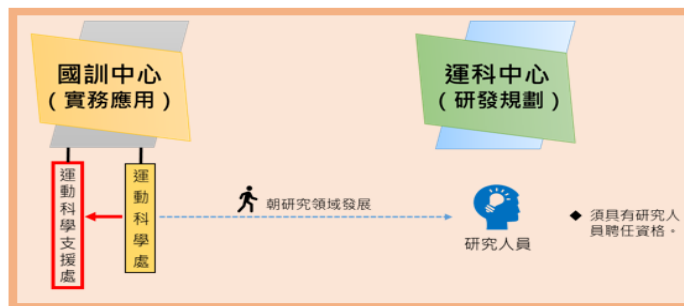 國訓中心
（實務應用）
運科中心
（研發規劃）
運動科學支援處
運動科學處
朝研究領域發展
研究人員
◆ 須具有研究人
員聘任資格。